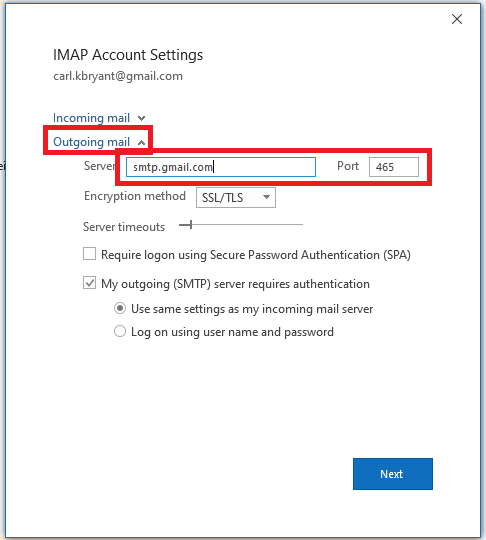 IMAP Account Settings
carl.kbryant@gmail.com
Incoming mail
Outgoing mail
Server smtp.gmail.com Port 465
Encryption method SSL/TLS
Server timeouts
Require logon using Secure Password Authentication (SPA)
My outgoing (SMTP) server requires authentication
Use same settings as my incoming mail server
Log on using user name and password
Next